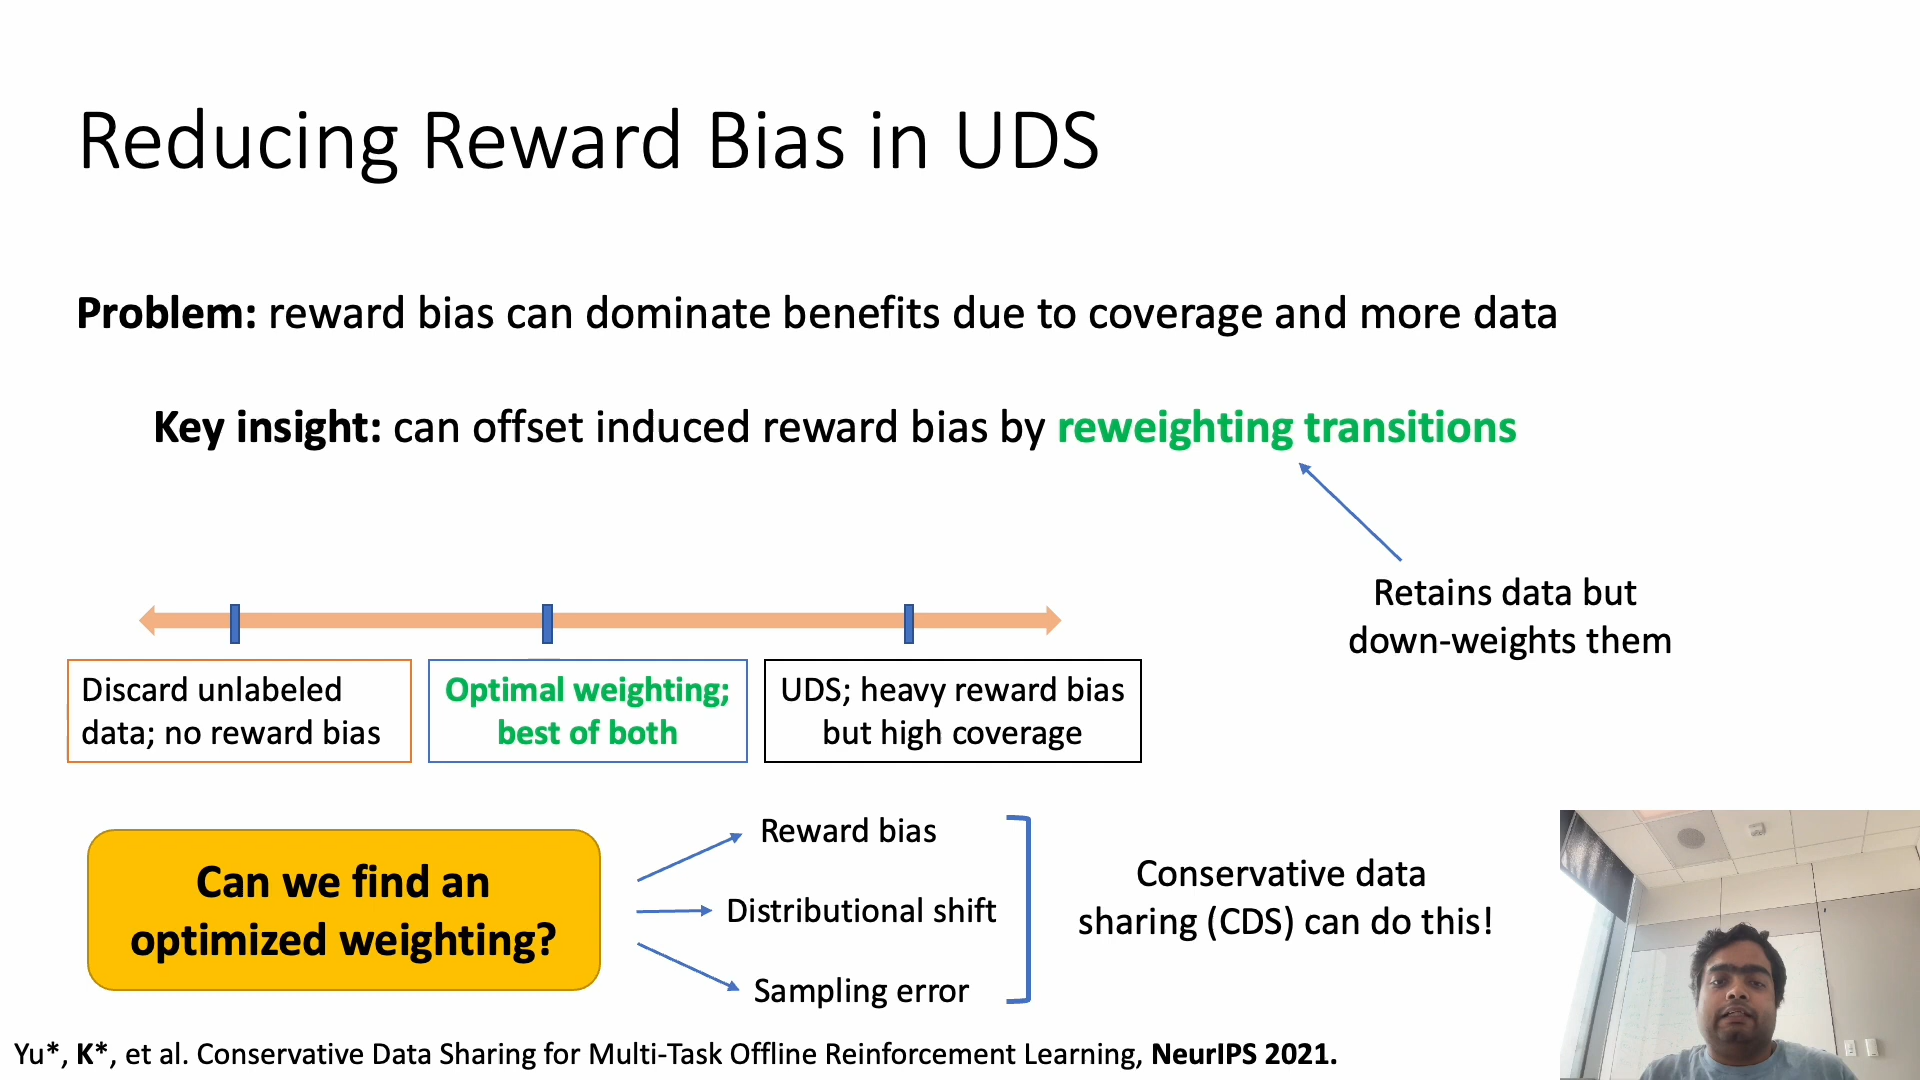 Reducing Reward Bias in UDS
Problem: reward bias can dominate benefits due to coverage and more data
Key insight: can offset induced reward bias by reweighting transitions
Retains data but
down-weights them
Discard unlabeled
data; no reward bias
Optimal weighting;
best of both
UDS; heavy reward bias
but high coverage
Can we find an
optimized weighting?
Reward bias
Distributional shift
Sampling error
Conservative data
sharing (CDS) can do this!
Yu*, K*, et al. Conservative Data Sharing for Multi-Task Offline Reinforcement Learning, NeurIPS 2021.